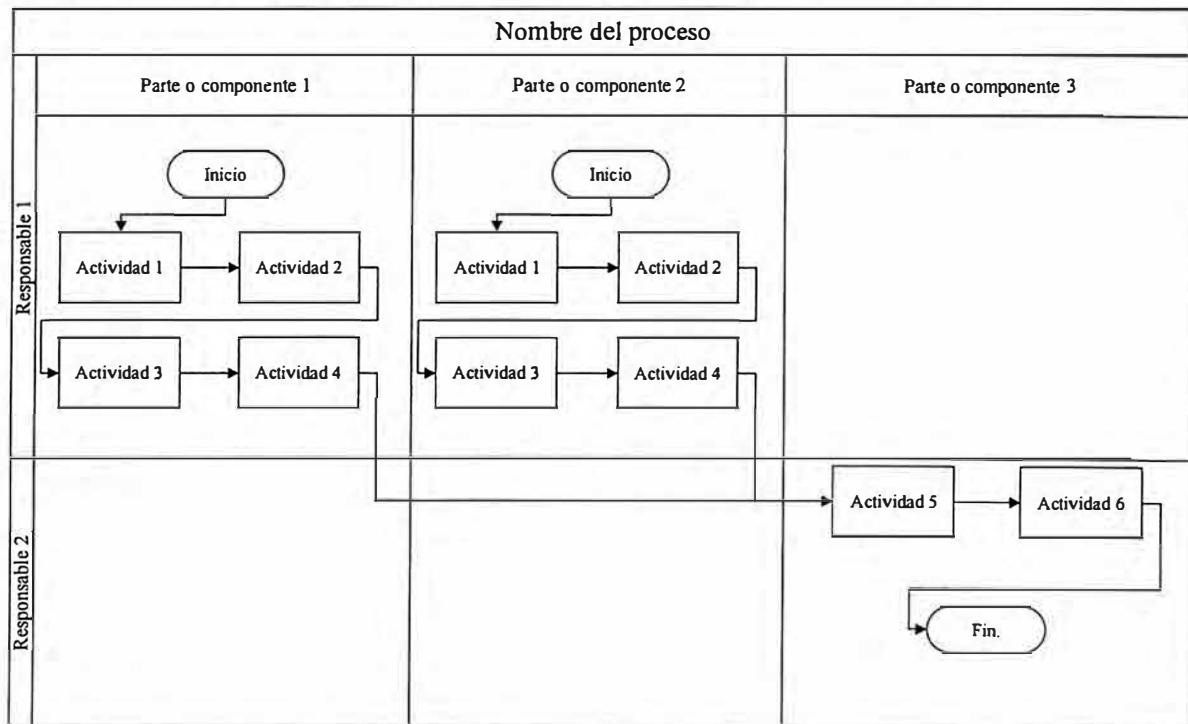 Nombre del proceso
Parte o componente 1
Parte o componente 2
Parte o componente 3
Responsable 1
Inicio
Inicio
Actividad 1
Actividad 2
Actividad 1
Actividad 2
Actividad 3
Actividad 4
Actividad 3
Actividad 4
Responsable 2
Actividad 5
Actividad 6
Fin.